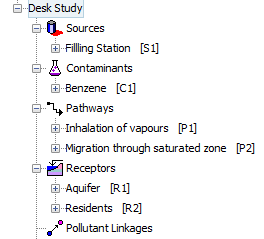 Desk Study
Sources
Fillling Station [S1]
Contaminants
Benzene [C1]
Pathways
Inhalation of vapours [P1]
Migration through saturated zone [P2]
Receptors
Aquifer [R1]
Residents [R2]
Pollutant Linkages